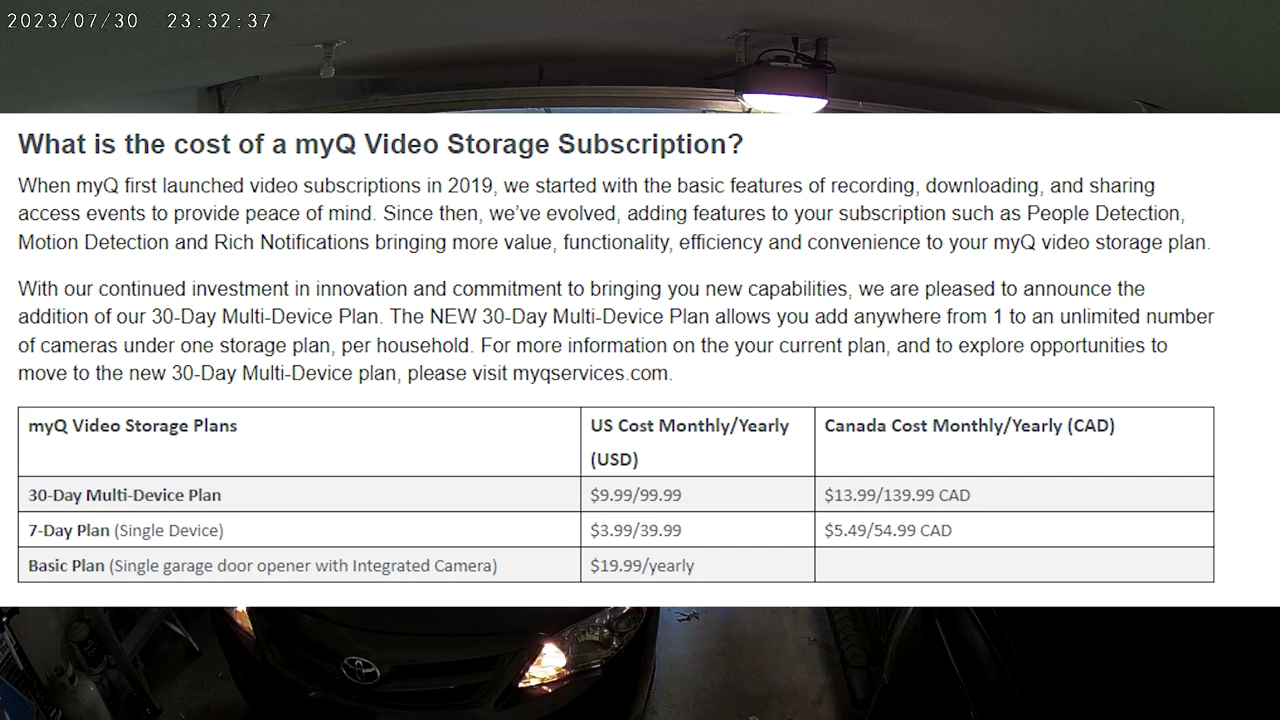 2023/07/30 23:32:37
What is the cost of a myQ Video Storage Subscription?
When myQ first launched video subscriptions in 2019, we started with the basic features of recording, downloading, and sharing
access events to provide peace of mind. Since then, we’ve evolved, adding features to your subscription such as People Detection,
Motion Detection and Rich Notifications bringing more value, functionality, efficiency and convenience to your myQ video storage plan.
With our continued investment in innovation and commitment to bringing you new capabilities, we are pleased to announce the
addition of our 30-Day Multi-Device Plan. The NEW 30-Day Multi-Device Plan allows you add anywhere from 1 to an unlimited number
of cameras under one storage plan, per household. For more information on the your current plan, and to explore opportunities to
move to the new 30-Day Multi-Device plan, please visit myqservices.com.
myQ Video Storage Plans US Cost Monthly/Yearly Canada Cost Monthly/Yearly (CAD)
(USD)
30-Day Multi-Device Plan $9.99/99.99 $13.99/139.99 CAD
7-Day Plan (Single Device) $3.99/39.99 $5.49/54.99 CAD
Basic Plan (Single garage door opener with Integrated Camera) $19.99/yearly